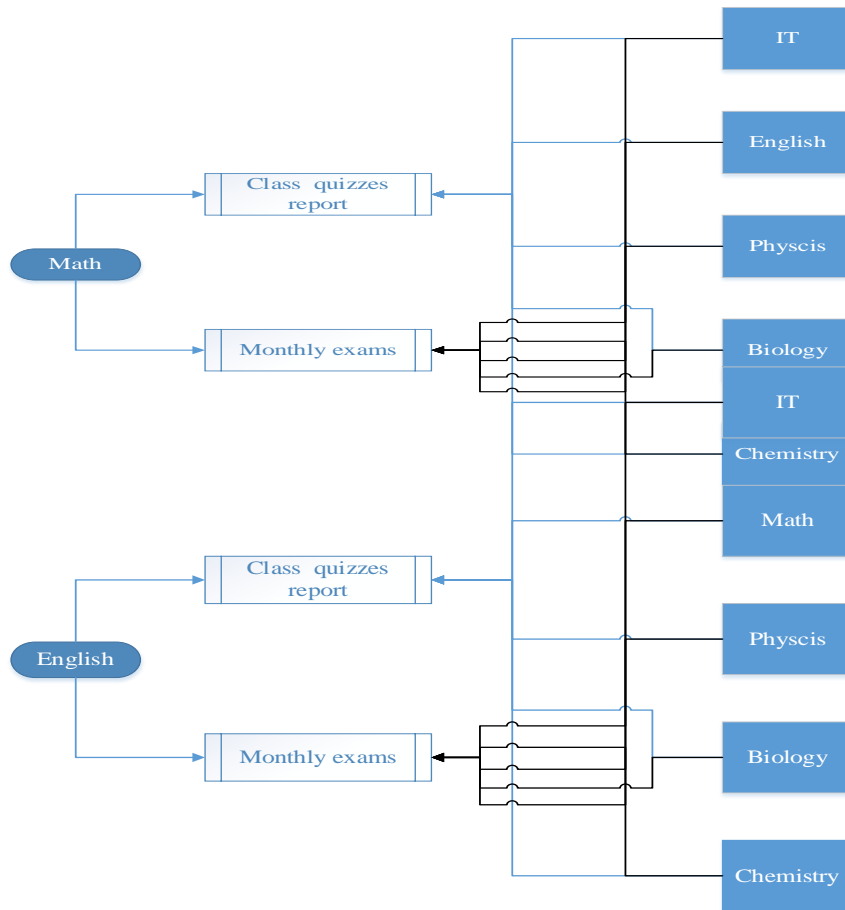 IT
English
Class quizzes
report
Physcis
Math
Monthly exams
Biology
IT
Chemistry
Math
Class quizzes
report
Physcis
English
Monthly exams
Biology
Chemistry